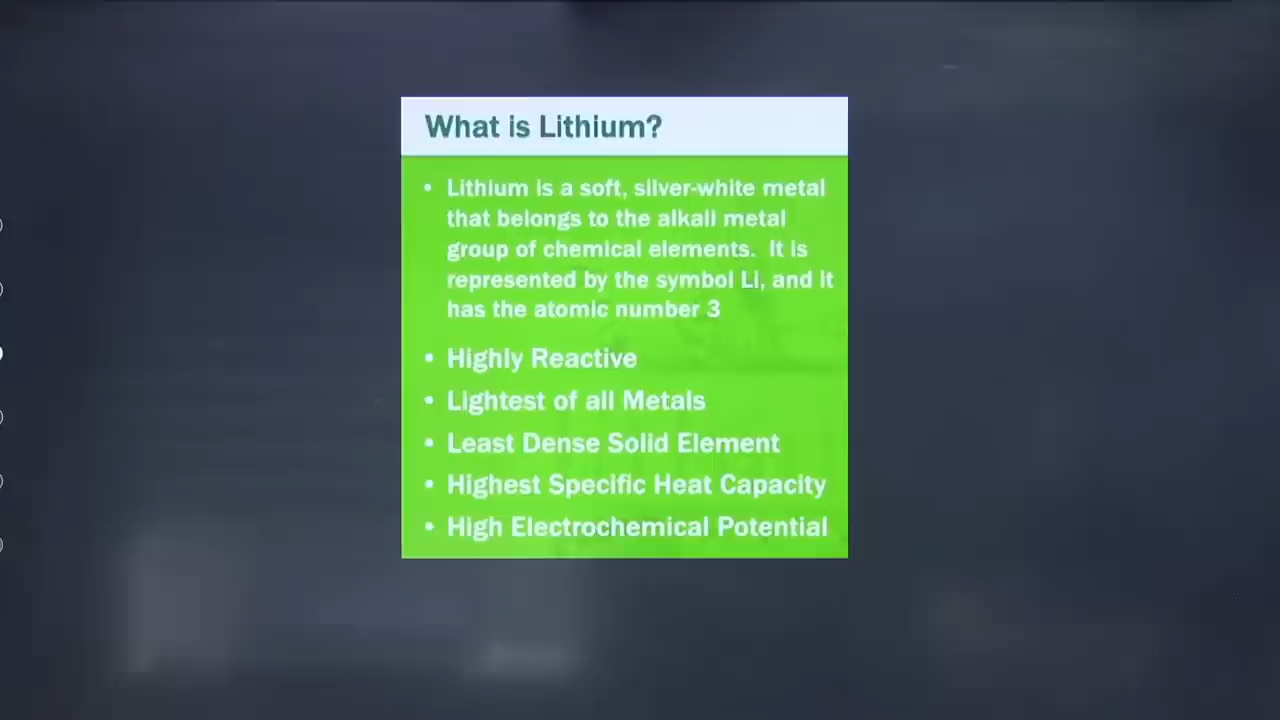 What is Lithium?
• Lithium is a soft, silver-white metal
that belongs to the alkali metal
group of chemical elements.  It is
represented by the symbol Li, and it
has the atomic number 3
• Highly Reactive
• Lightest of all Metals
• Least Dense Solid Element
• Highest Specific Heat Capacity
• High Electrochemical Potential